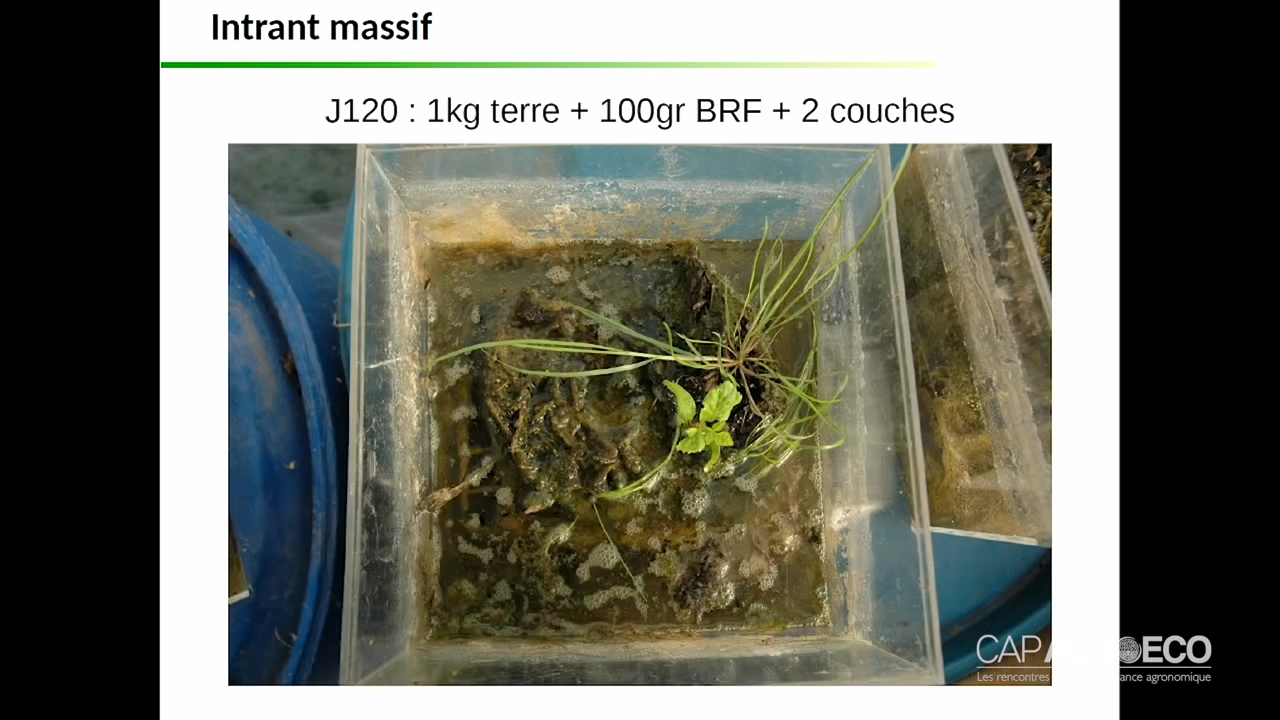 Intrant massif
J120 : 1kg terre + 100gr BRF + 2 couches
CAP ECO
Les rencontres ance agronomique